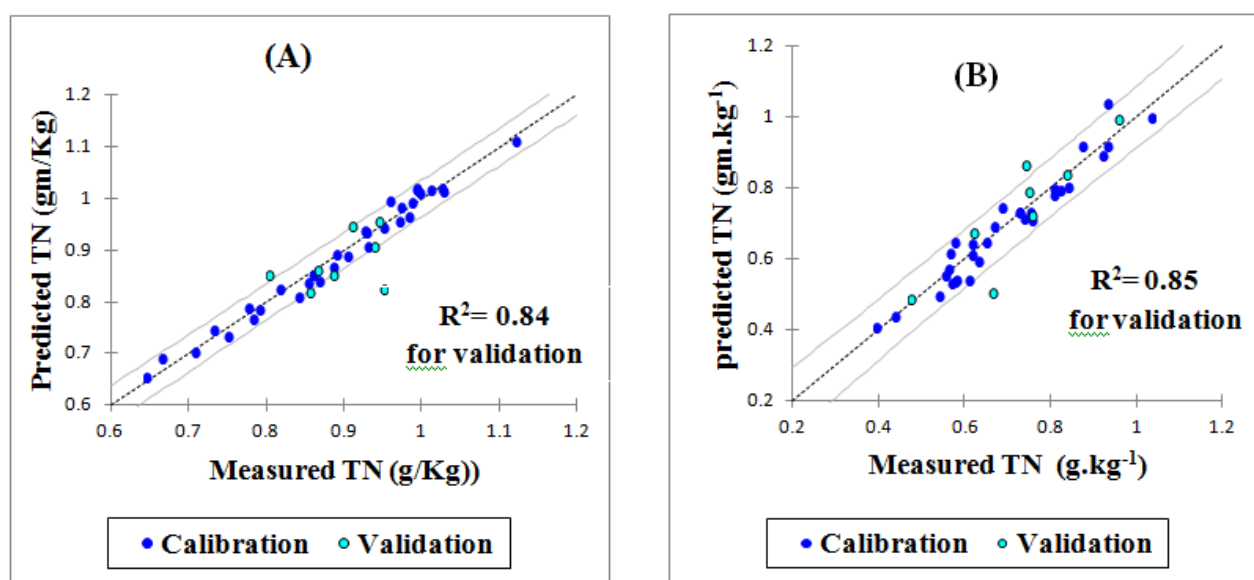 (A)
Predicted TN (gm/Kg)
1.2
1.1
1
0.9
0.8
0.7
0.6
R²= 0.84
for validation
0.6 0.7 0.8 0.9 1 1.1 1.2
Measured TN (g/Kg))
Calibration Validation
(B)
predicted TN (gm.kg⁻¹)
1.2
1
0.8
0.6
0.4
0.2
R²= 0.85
for validation
0.2 0.4 0.6 0.8 1 1.2
Measured TN (g.kg⁻¹)
Calibration Validation